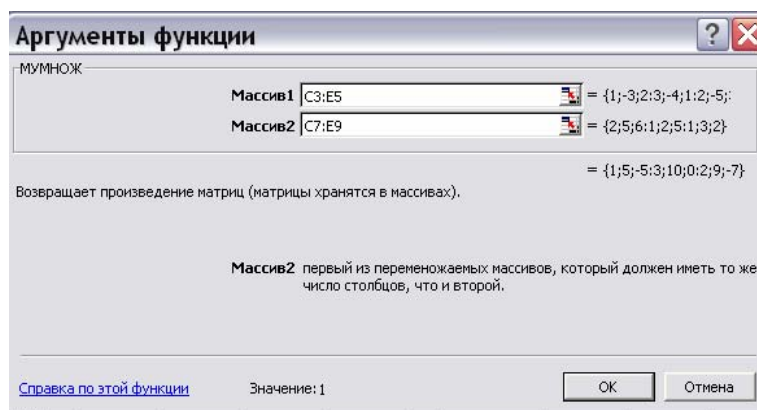 Аргументы функции
МУМНОЖ
Массив1 C3:E5 = {1;-3;2:3;-4;1:2;-5;:
Массив2 C7:E9 = {2;5;6:1;2;5:1;3;2}
= {1;5;-5:3;10;0:2;9;-7}
Возвращает произведение матриц (матрицы хранятся в массивах).
Массив2 первый из перемножаемых массивов, который должен иметь то же
число столбцов, что и второй.
Справка по этой функции Значение:1 ОК Отмена